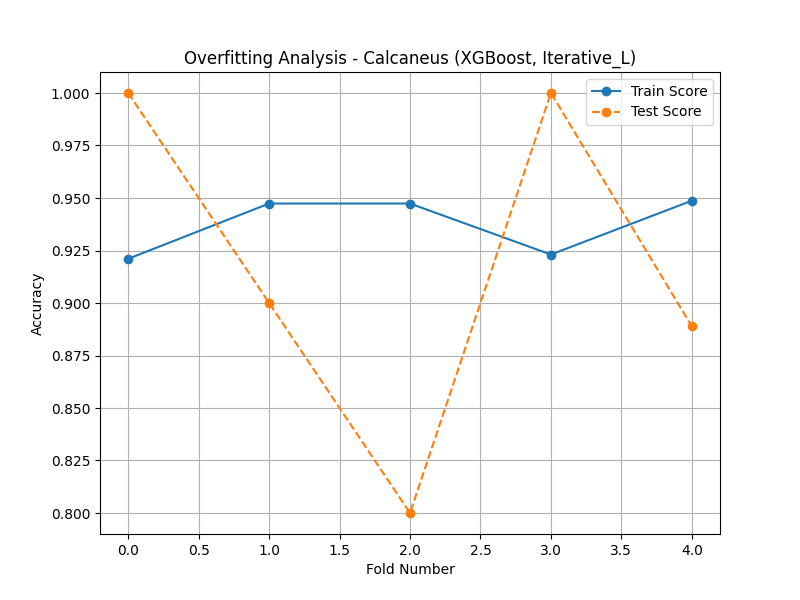 Overfitting Analysis - Calcaneus (XGBoost, Iterative_L)
Train Score
Test Score
Accuracy
1.000
0.975
0.950
0.925
0.900
0.875
0.850
0.825
0.800
0.0 0.5 1.0 1.5 2.0 2.5 3.0 3.5 4.0
Fold Number